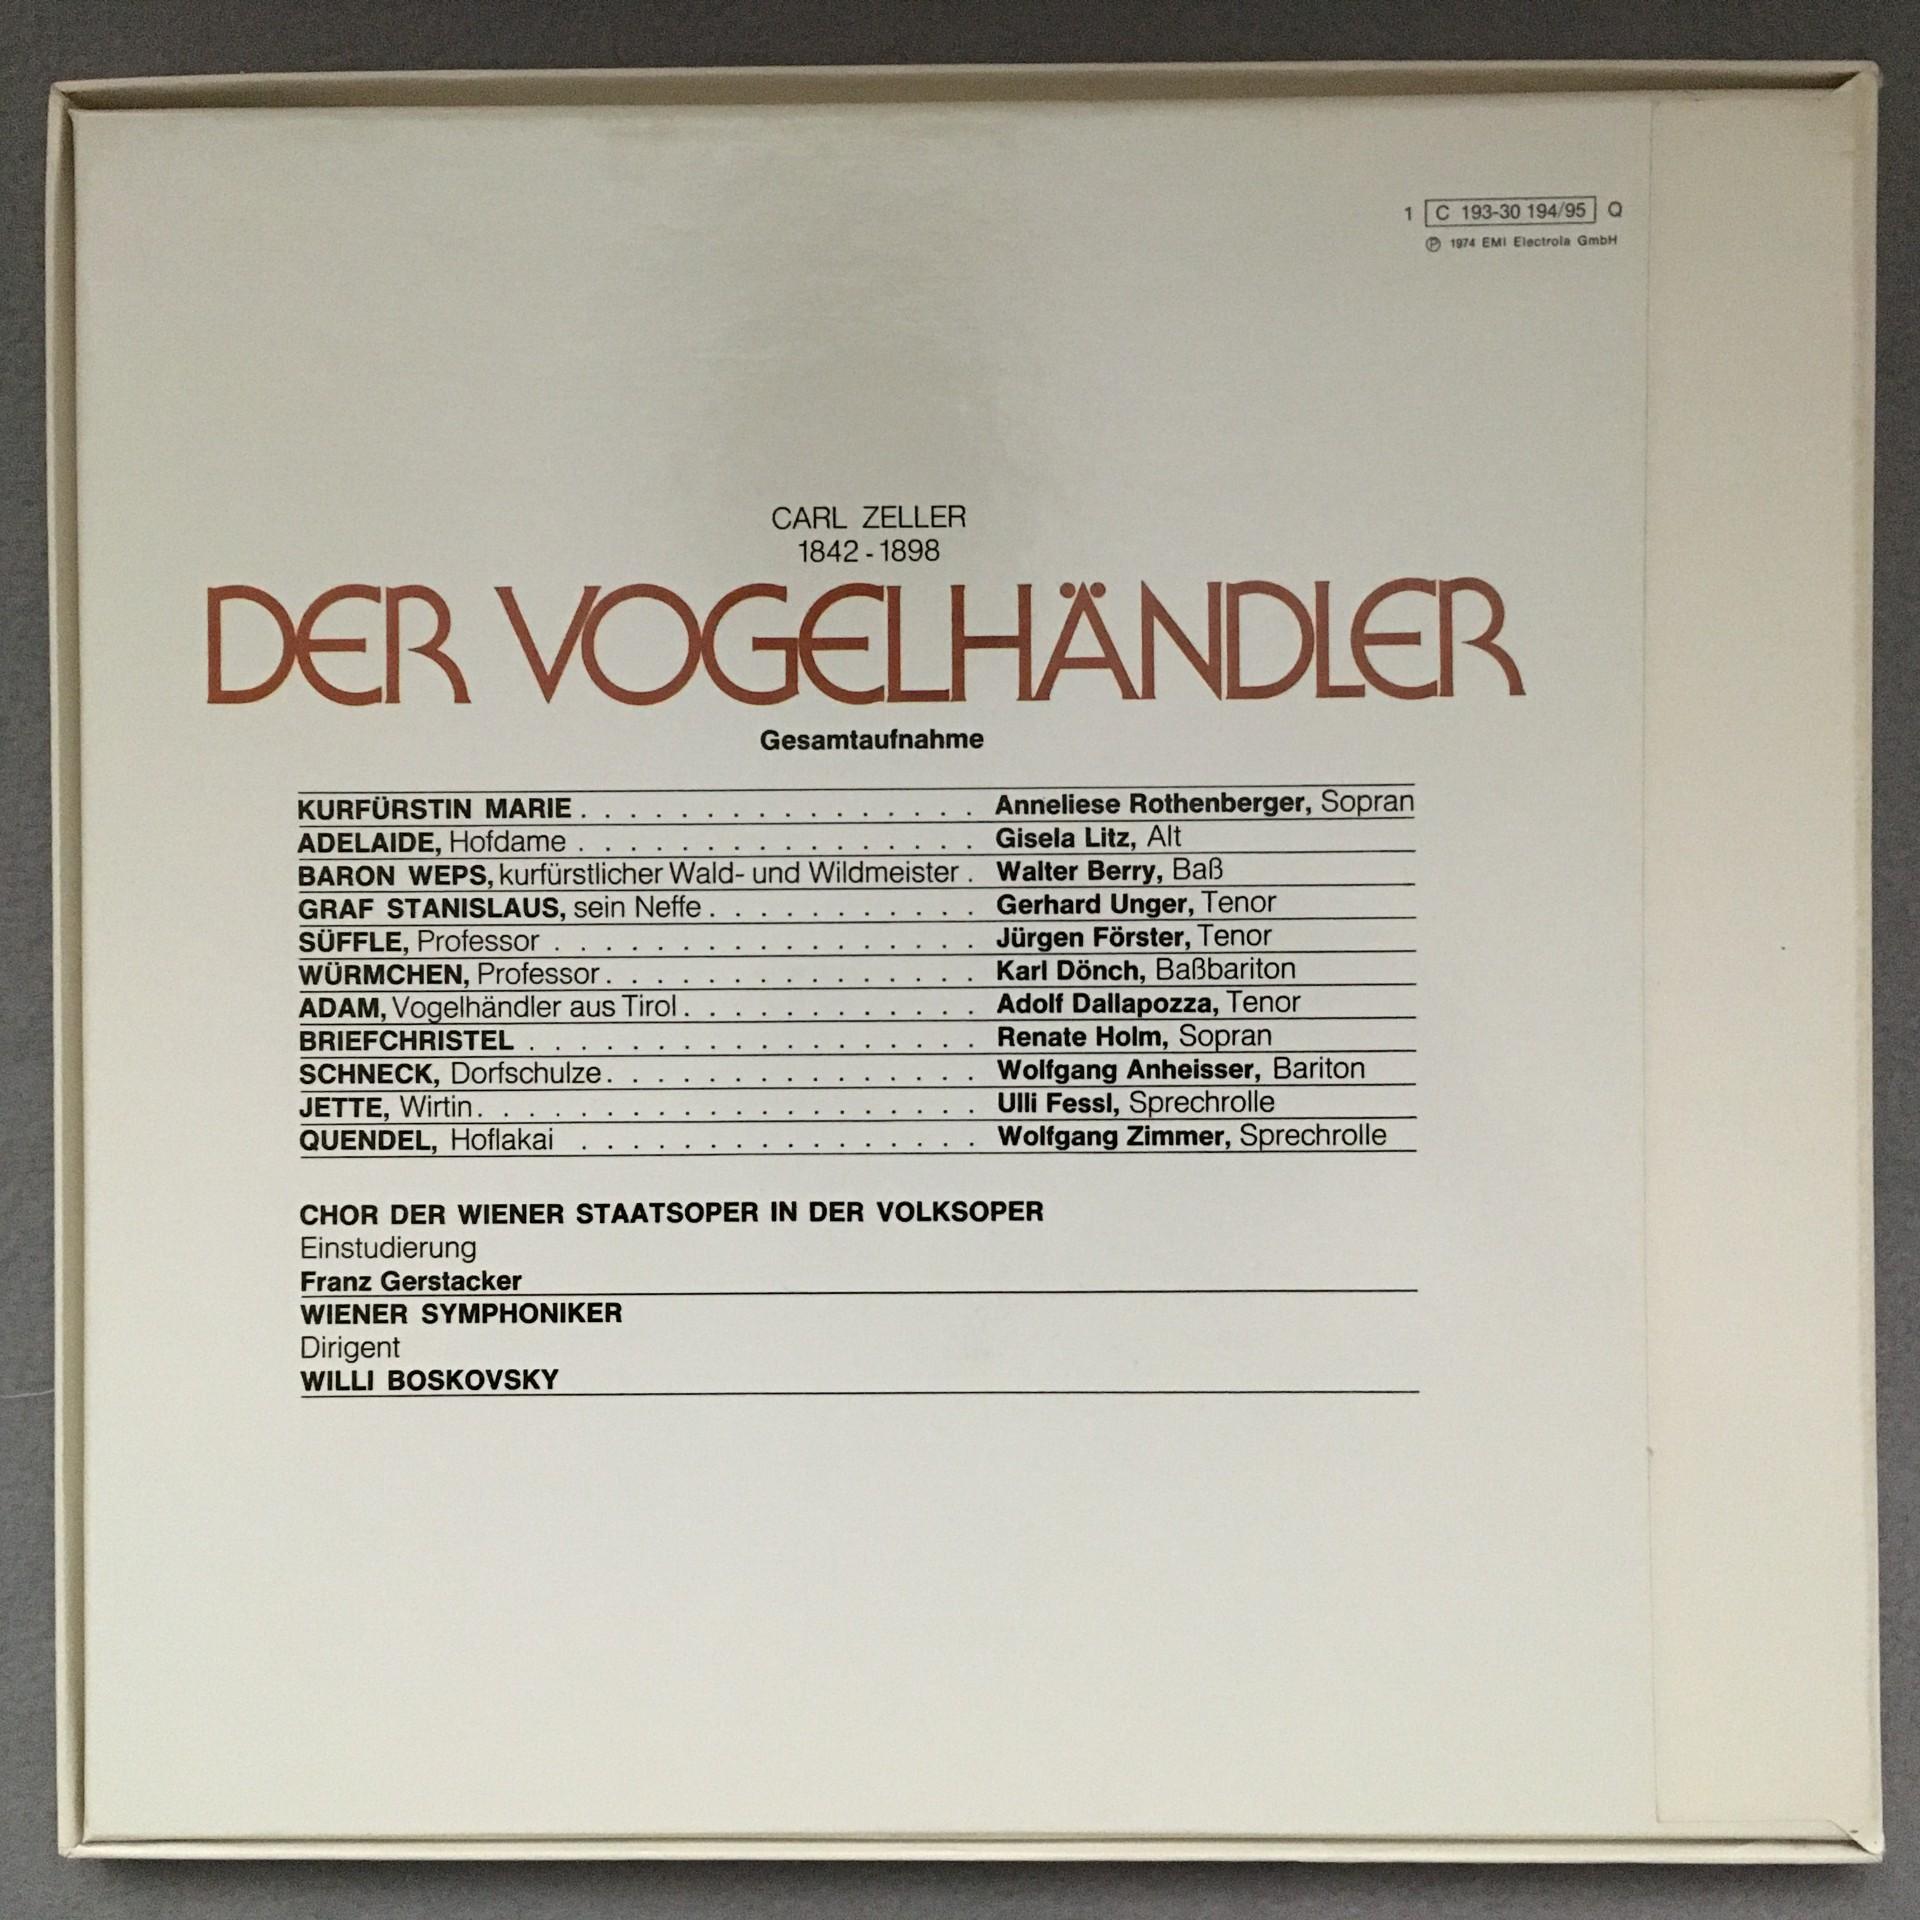 1 C 193-30 194/95 Q
℗ 1974 EMI Electrola GmbH
CARL ZELLER
1842 - 1898
DER VOGELHÄNDLER
Gesamtaufnahme
KURFÜRSTIN MARIE . . . . . . . . . . . . . . . . Anneliese Rothenberger, Sopran
ADELAIDE, Hofdame . . . . . . . . . . . . . . . . Gisela Litz, Alt
BARON WEPS, kurfürstlicher Wald- und Wildmeister . Walter Berry, Baß
GRAF STANISLAUS, sein Neffe . . . . . . . . . . . Gerhard Unger, Tenor
SÜFFLE, Professor . . . . . . . . . . . . . . . . . Jürgen Förster, Tenor
WÜRMCHEN, Professor . . . . . . . . . . . . . . . Karl Dönch, Baßbariton
ADAM, Vogelhändler aus Tirol . . . . . . . . . . . . Adolf Dallapozza, Tenor
BRIEFCHRISTEL . . . . . . . . . . . . . . . . . . Renate Holm, Sopran
SCHNECK, Dorfschulze . . . . . . . . . . . . . . . Wolfgang Anheisser, Bariton
JETTE, Wirtin . . . . . . . . . . . . . . . . . . . . Ulli Fessl, Sprechrolle
QUENDEL, Hoflakai . . . . . . . . . . . . . . . . Wolfgang Zimmer, Sprechrolle
CHOR DER WIENER STAATSOPER IN DER VOLKSOPER
Einstudierung
Franz Gerstacker
WIENER SYMPHONIKER
Dirigent
WILLI BOSKOVSKY